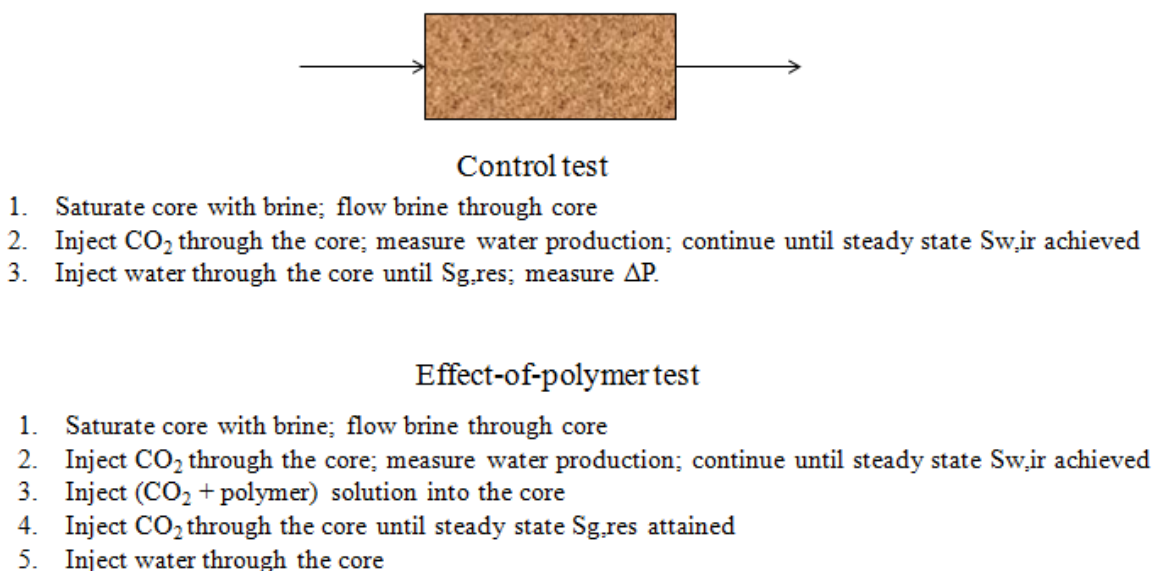 Control test
1. Saturate core with brine; flow brine through core
2. Inject CO₂ through the core; measure water production; continue until steady state Sw,ir achieved
3. Inject water through the core until Sg,res; measure ΔP.
Effect-of-polymer test
1. Saturate core with brine; flow brine through core
2. Inject CO₂ through the core; measure water production; continue until steady state Sw,ir achieved
3. Inject (CO₂ + polymer) solution into the core
4. Inject CO₂ through the core until steady state Sg,res attained
5. Inject water through the core